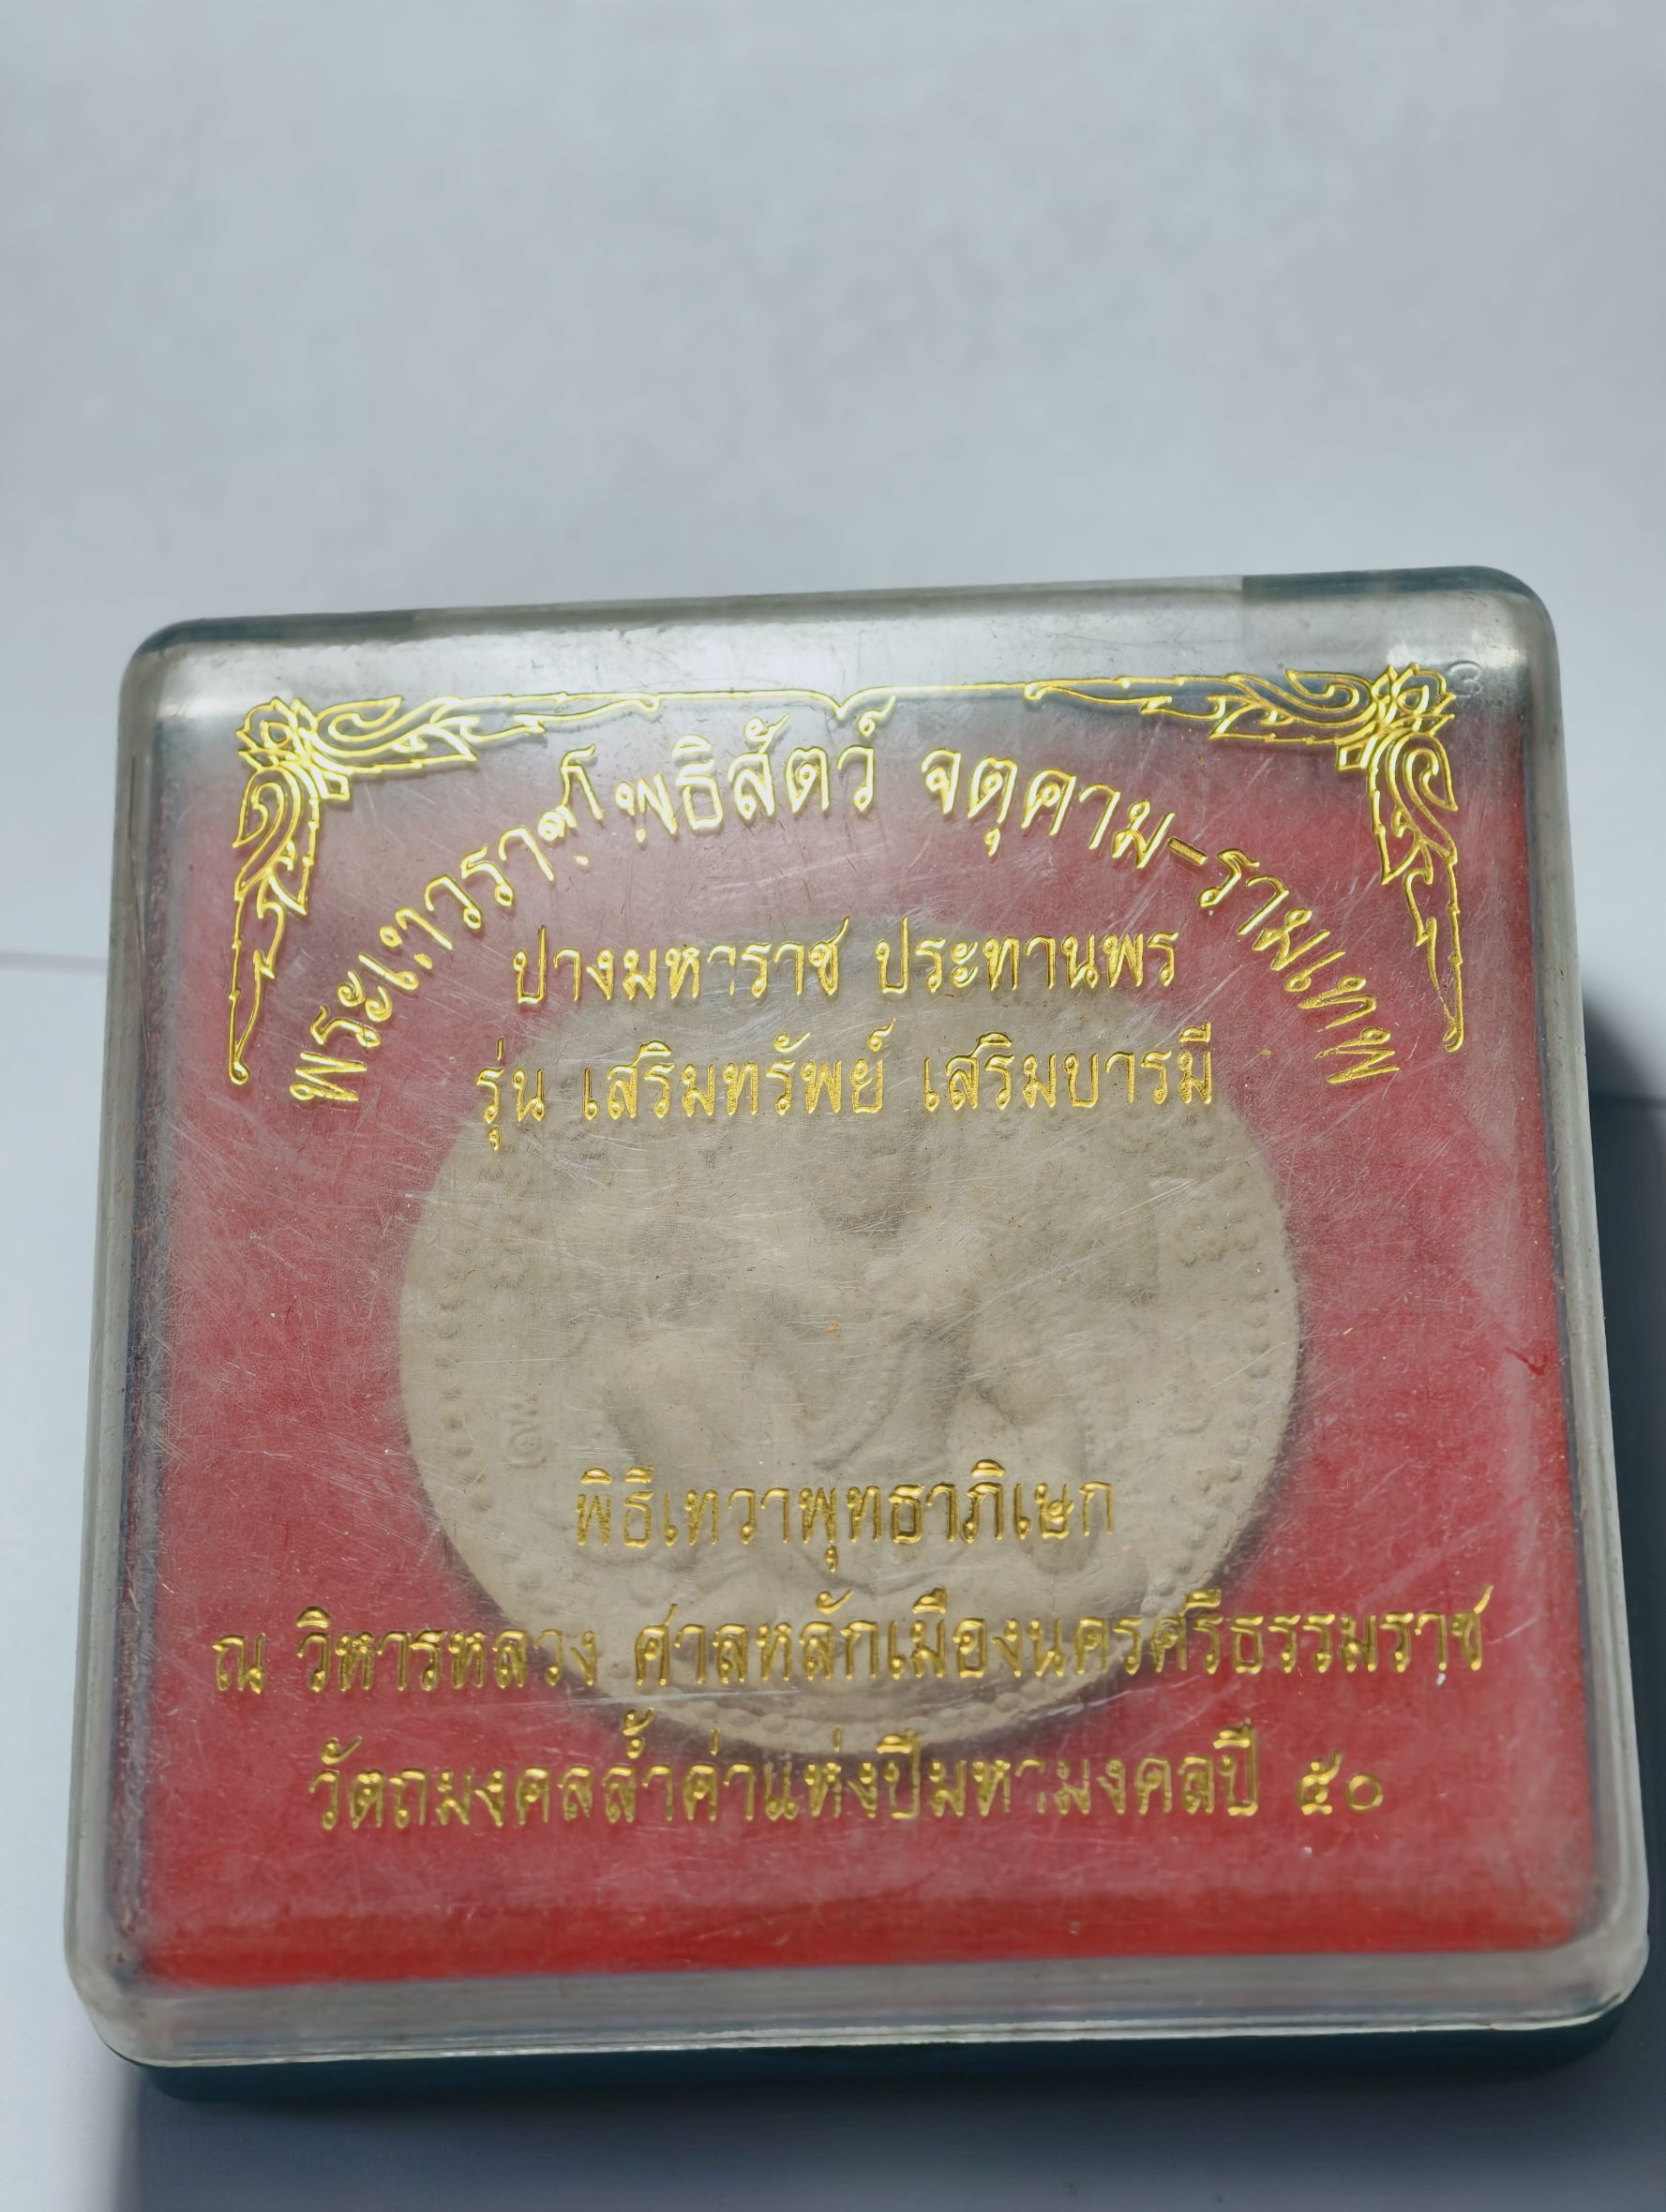 พระเทวราชโพธิสัตว์ จตุคาม-รามเทพ
ปางมหาราช ประทานพร
รุ่น เสริมทรัพย์ เสริมบารมี
พิธีเทวาพุทธาภิเษก
ณ วิหารหลวง ศาลหลักเมืองนครศรีธรรมราช
วัตถมงคลล้ำค่าแห่งปีมหามงคลปี ๕๐